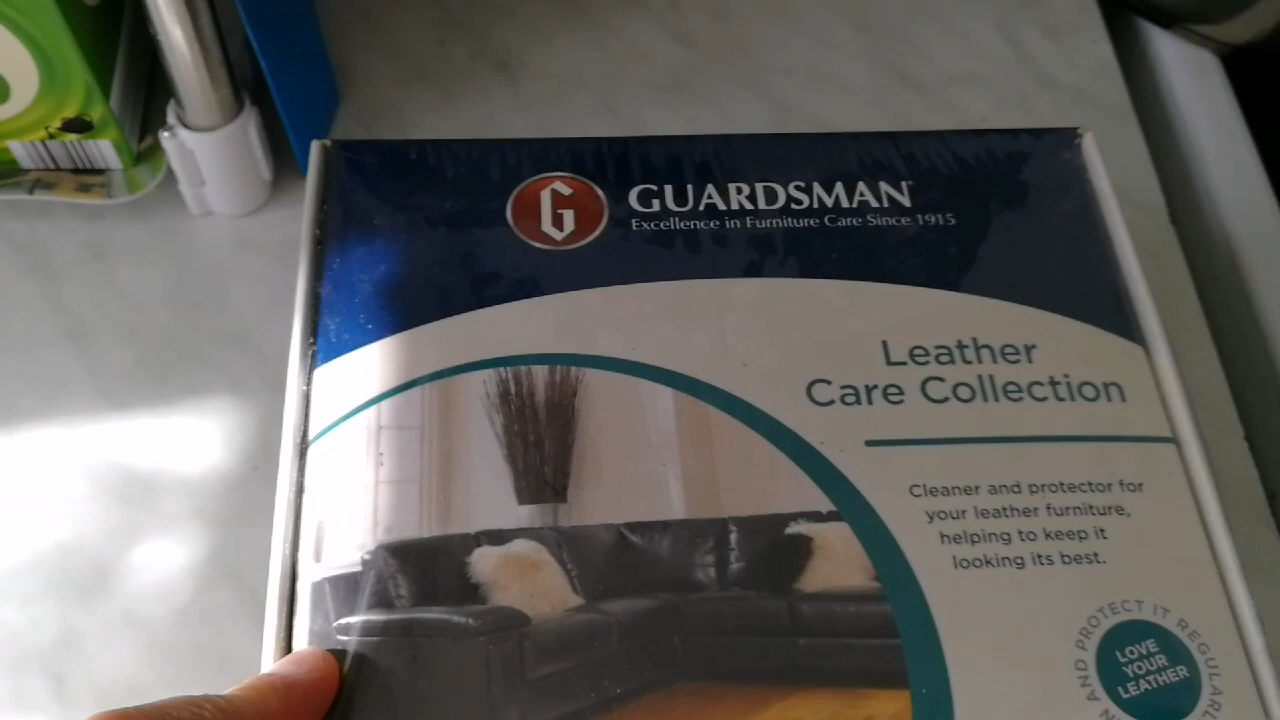 G
GUARDSMAN
Excellence in Furniture Care Since 1915
Leather
Care Collection
Cleaner and protector for
your leather furniture,
helping to keep it
looking its best.
AND PROTECT IT
LOVE
YOUR
LEATHER